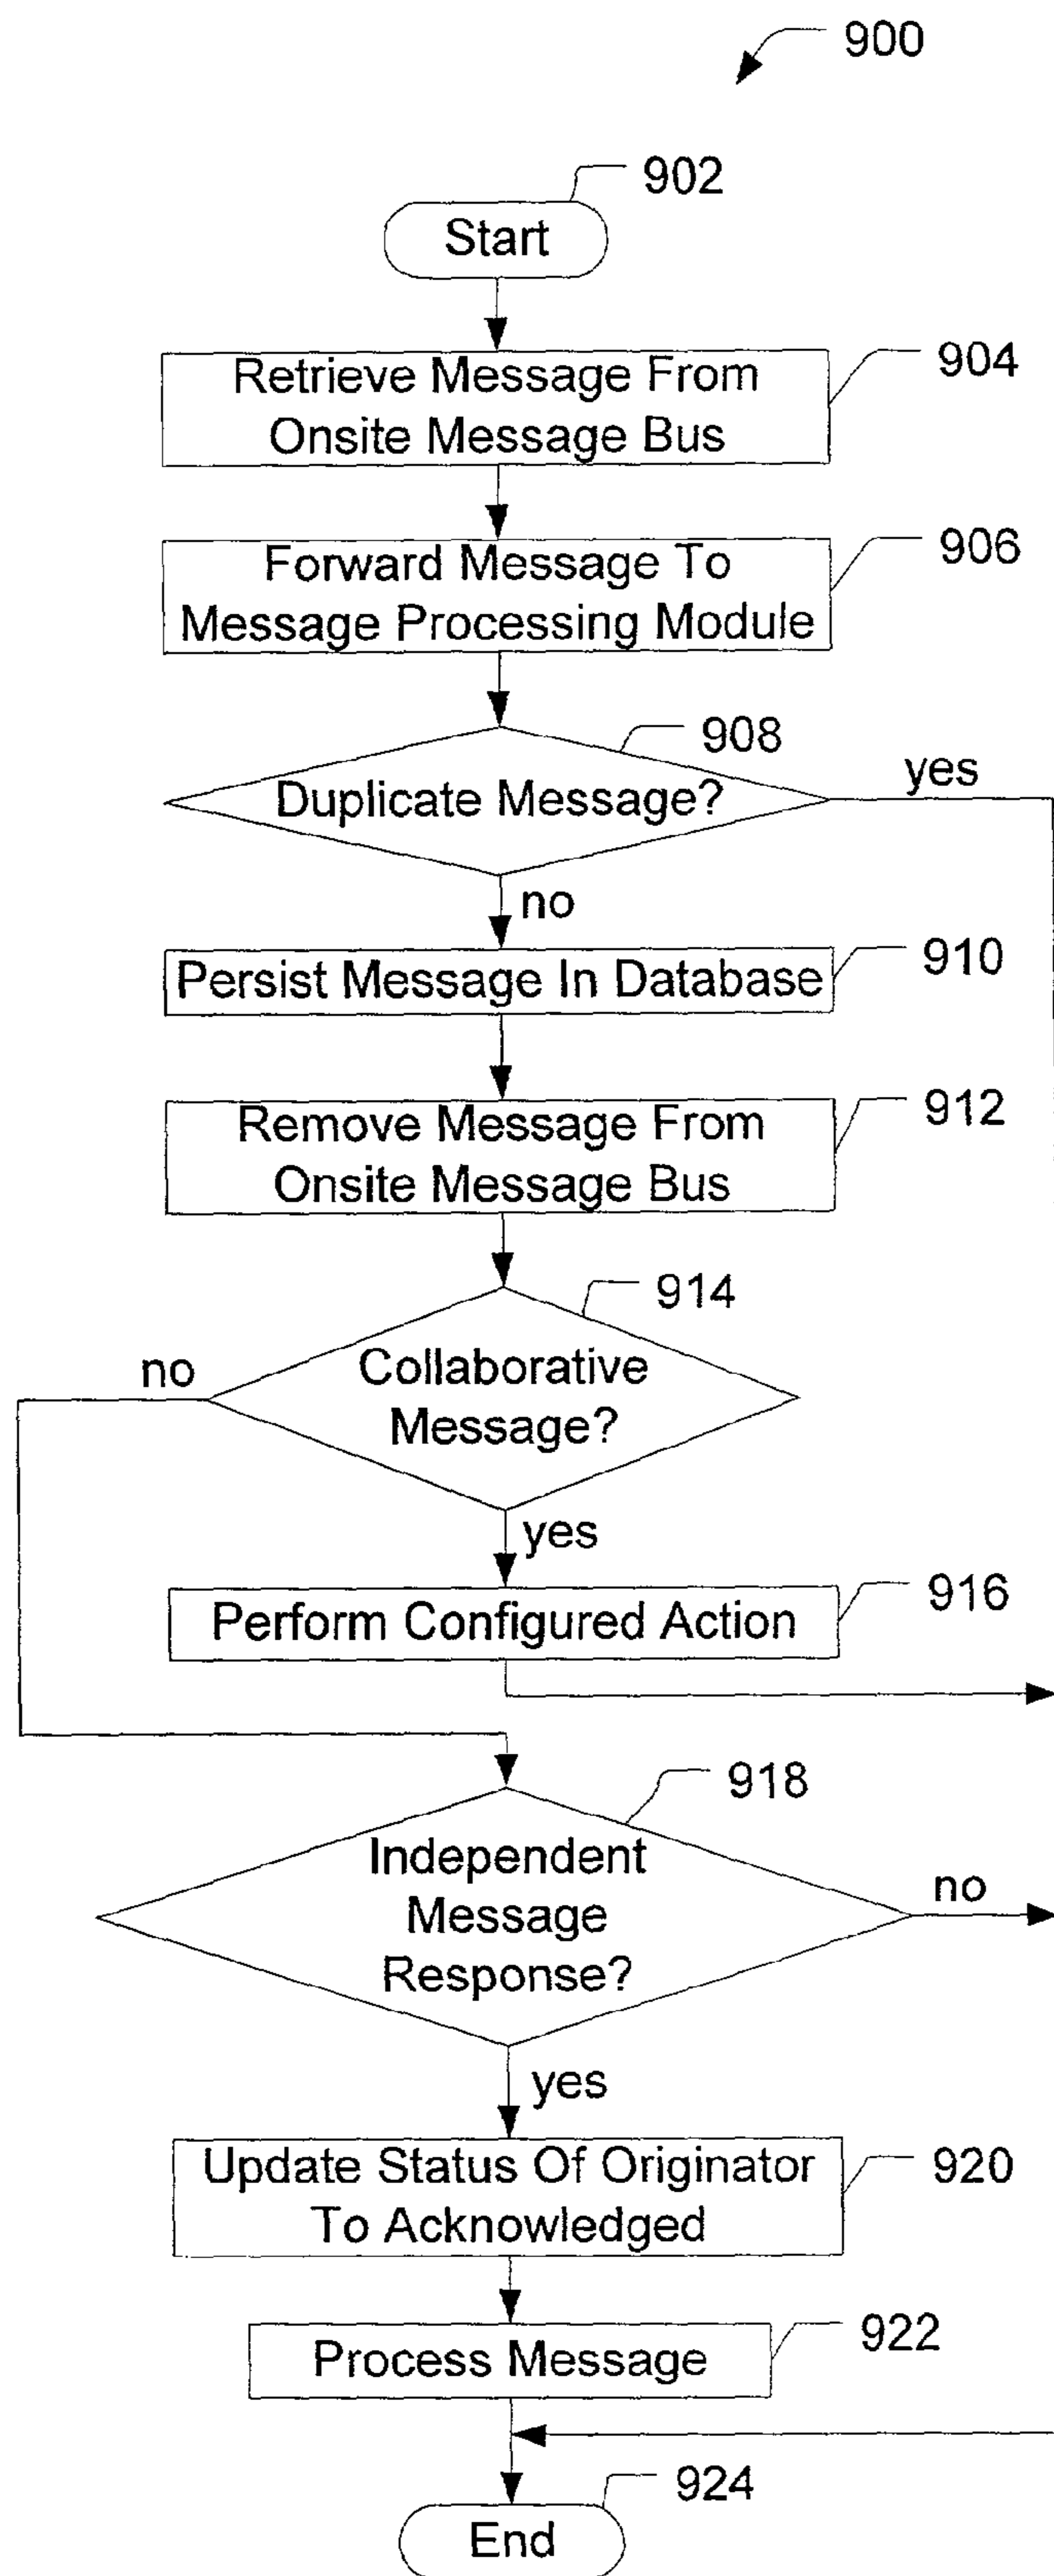 900
902
Start
904
Retrieve Message From
Onsite Message Bus
906
Forward Message To
Message Processing Module
908
Duplicate Message?
yes
no
910
Persist Message In Database
912
Remove Message From
Onsite Message Bus
914
no
Collaborative
Message?
yes
916
Perform Configured Action
918
Independent
Message
Response?
no
yes
920
Update Status Of Originator
To Acknowledged
922
Process Message
924
End